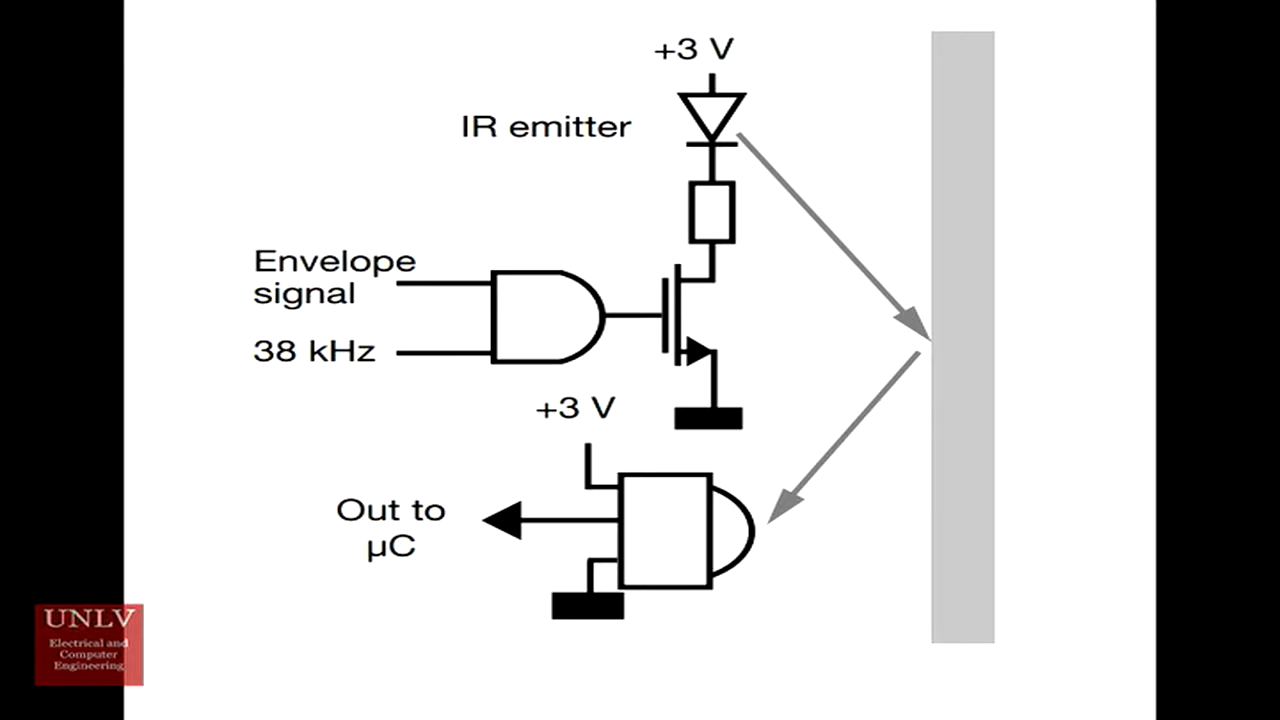 +3 V
IR emitter
Envelope
signal
38 kHz
+3 V
Out to
µC
UNLV
Electrical and
Computer
Engineering